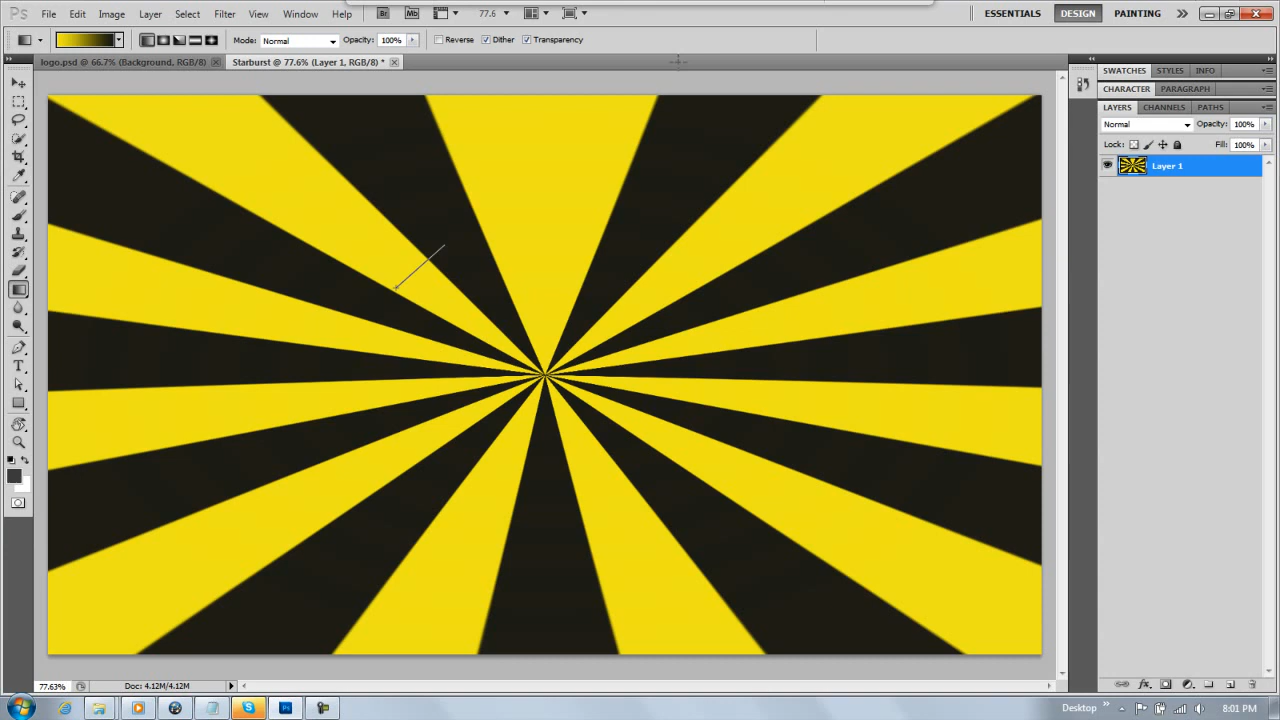 Ps File Edit Image Layer Select Filter View Window Help Br Mb 77.6 ESSENTIALS DESIGN PAINTING
Mode: Normal Opacity: 100% Reverse Dither Transparency
logo.psd @ 66.7% (Background, RGB/8) Starburst @ 77.6% (Layer 1, RGB/8) *
SWATCHES STYLES INFO
CHARACTER PARAGRAPH
LAYERS CHANNELS PATHS
Normal Opacity: 100%
Lock: Fill: 100%
Layer 1
T
77.63% Doc: 4.12M/4.12M
fx
Ps Desktop 8:01 PM